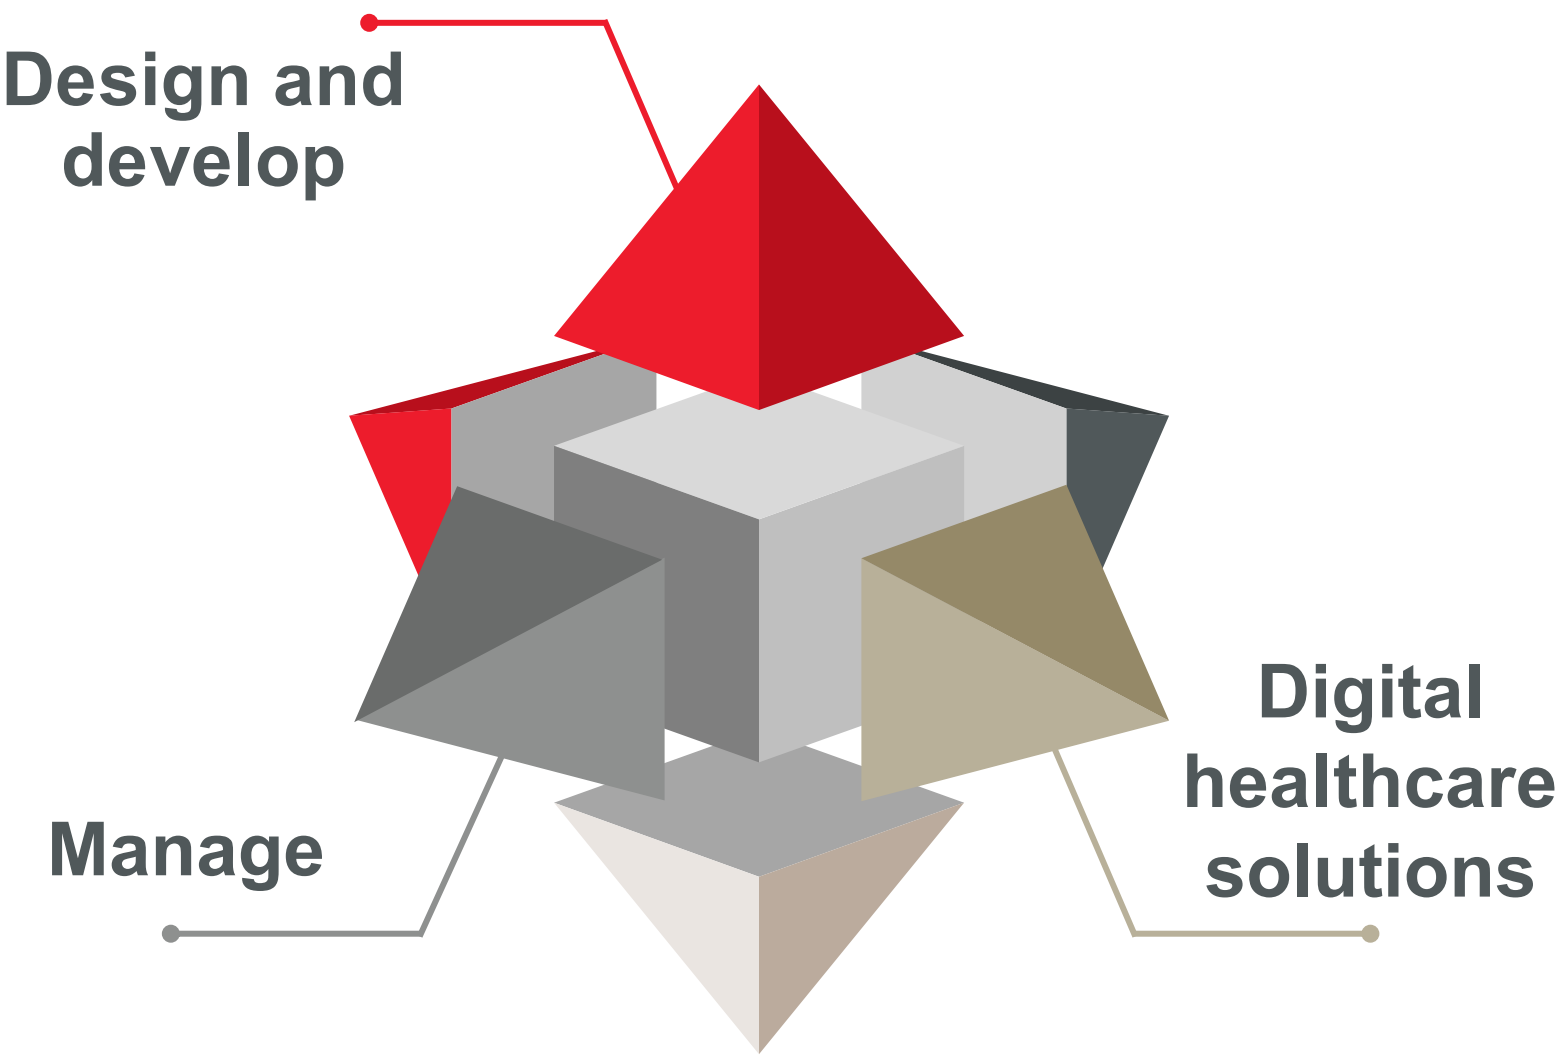 Design and
develop
Manage
Digital
healthcare
solutions